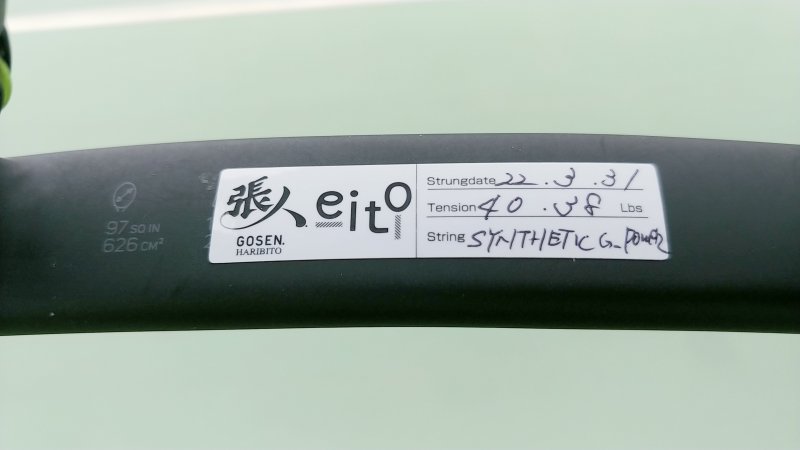 97 SQ IN
626 CM²
張人
GOSEN.
HARIBITO
eito
Strungdate 22.3.31
Tension 40.38 Lbs
String SYNTHETIC G-POWER